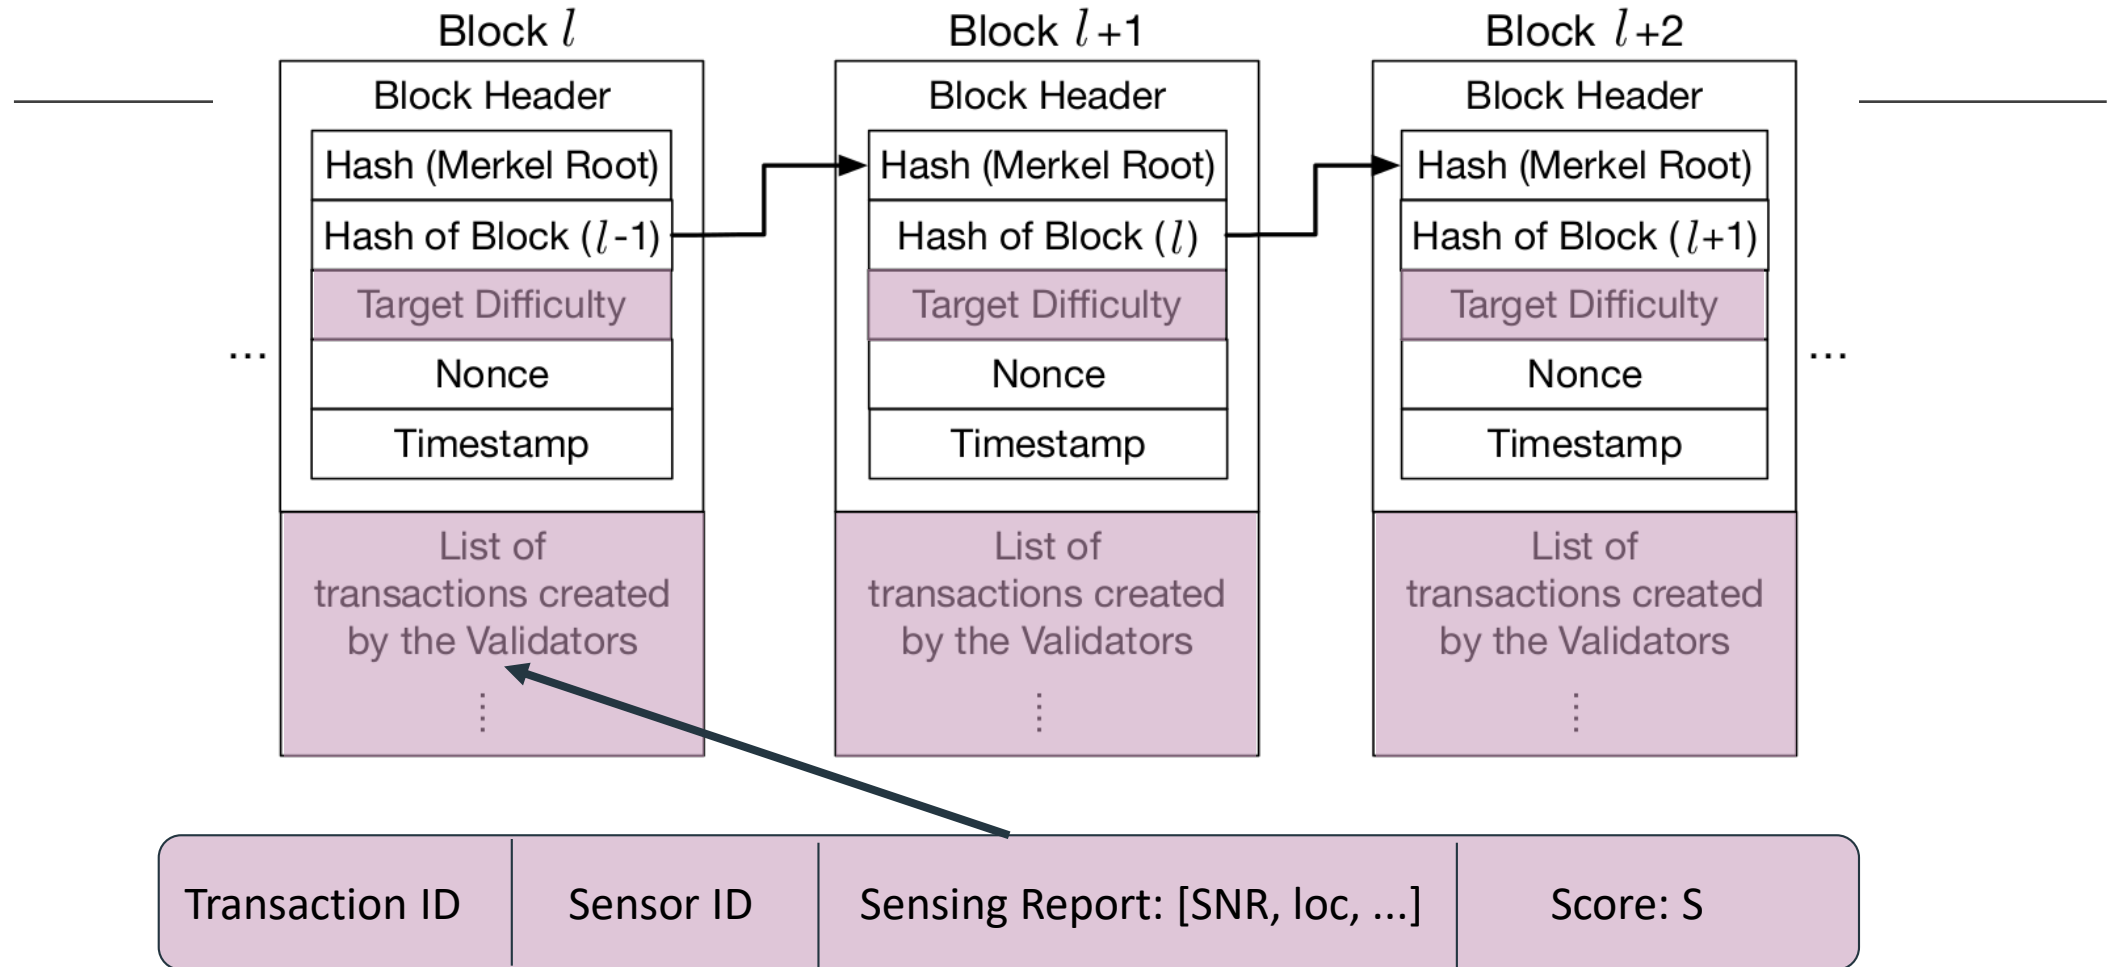 Block l
Block Header
Hash (Merkel Root)
Hash of Block (l-1)
Target Difficulty
Nonce
Timestamp
List of
transactions created
by the Validators
Block l+1
Block Header
Hash (Merkel Root)
Hash of Block (l)
Target Difficulty
Nonce
Timestamp
List of
transactions created
by the Validators
Block l+2
Block Header
Hash (Merkel Root)
Hash of Block (l+1)
Target Difficulty
Nonce
Timestamp
List of
transactions created
by the Validators
...
...
Transaction ID
Sensor ID
Sensing Report: [SNR, loc, ...]
Score: S